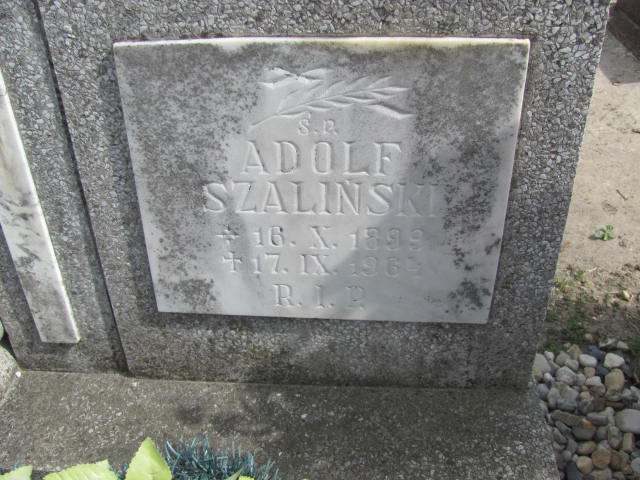 Ś.P.
ADOLF
SZALIŃSKI
* 16. X. 1899
† 17. IX. 1964
R. I. P.